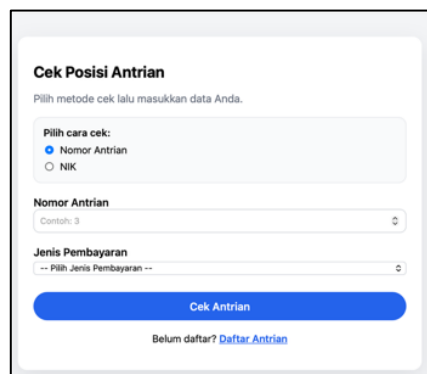 Cek Posisi Antrian
Pilih metode cek lalu masukkan data Anda.
Pilih cara cek:
Nomor Antrian
NIK
Nomor Antrian
Contoh: 3
Jenis Pembayaran
-- Pilih Jenis Pembayaran --
Cek Antrian
Belum daftar? Daftar Antrian